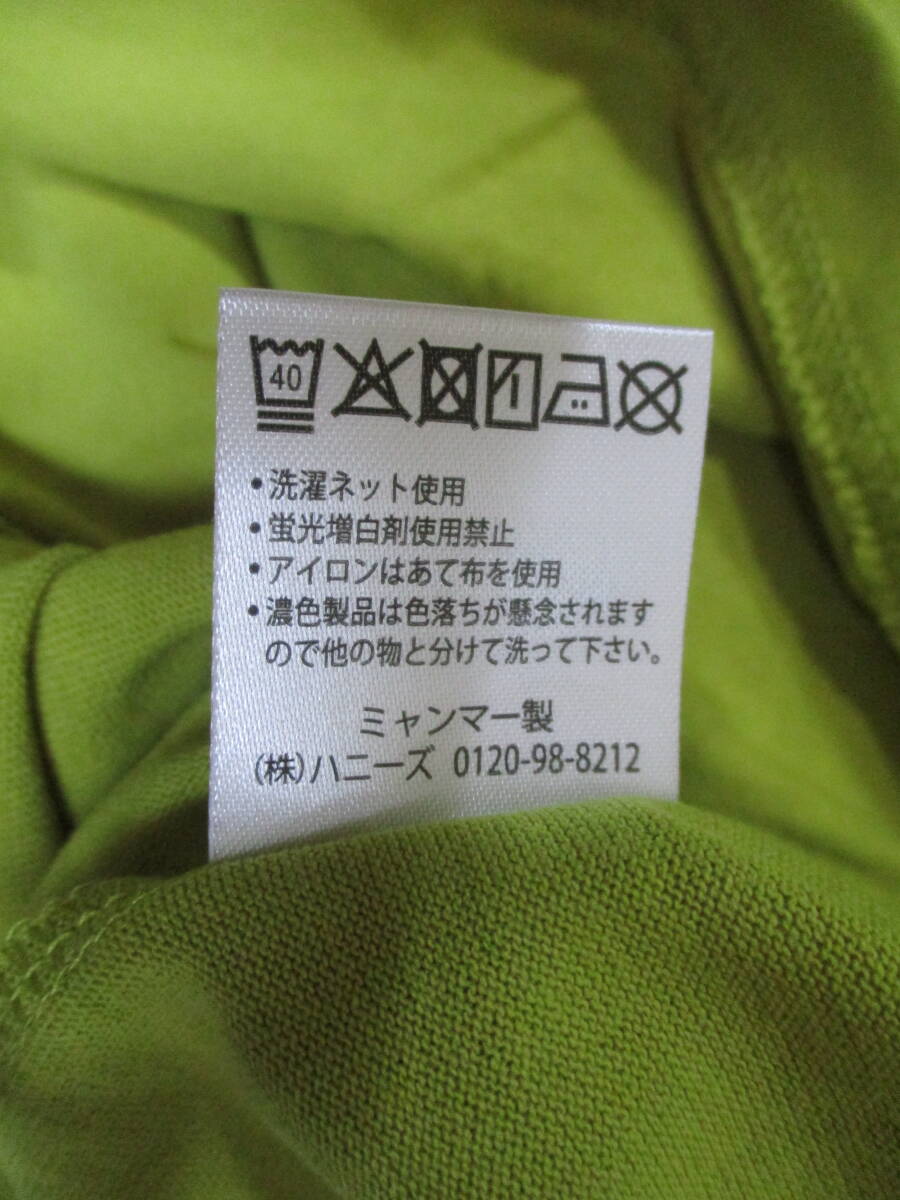 40
•洗濯ネット使用
•蛍光増白剤使用禁止
•アイロンはあて布を使用
•濃色製品は色落ちが懸念されます
ので他の物と分けて洗って下さい。
ミャンマー製
(株)ハニーズ 0120-98-8212